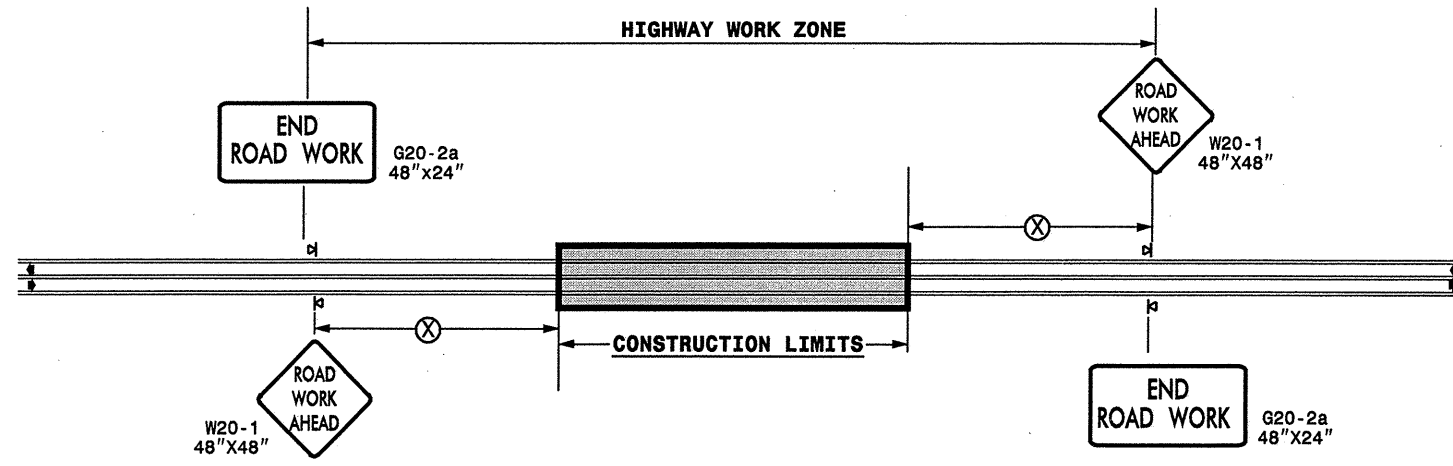 HIGHWAY WORK ZONE
END
ROAD WORK
G20-2a
48"x24"
ROAD
WORK
AHEAD
W20-1
48"X48"
X
X
CONSTRUCTION LIMITS
ROAD
WORK
AHEAD
W20-1
48"X48"
END
ROAD WORK
G20-2a
48"X24"